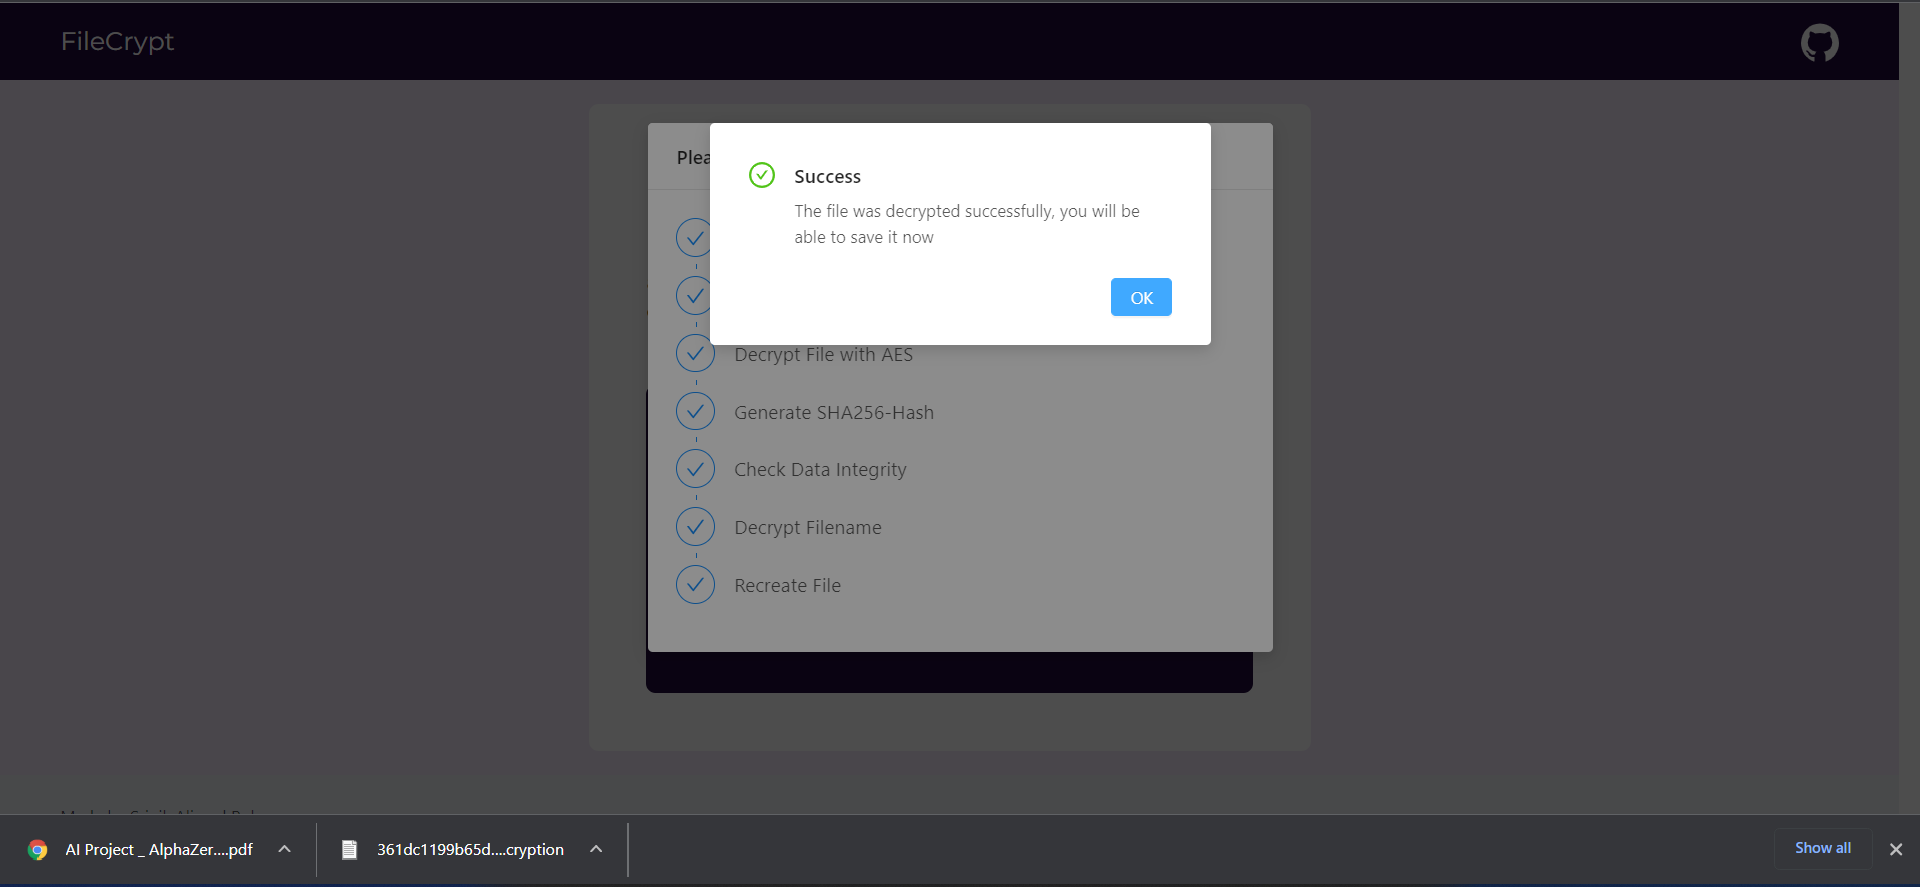 FileCrypt
Success
The file was decrypted successfully, you will be
able to save it now
OK
Decrypt File with AES
Generate SHA256-Hash
Check Data Integrity
Decrypt Filename
Recreate File
AI Project _ AlphaZer....pdf
361dc1199b65d....cryption
Show all